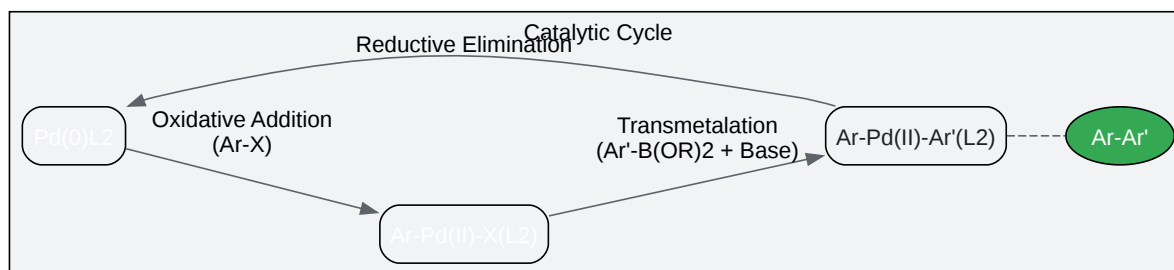 Catalytic Cycle
Reductive Elimination
Pd(0)L2
Oxidative Addition
(Ar-X)
Transmetalation
(Ar'-B(OR)2 + Base)
Ar-Pd(II)-Ar'(L2)
Ar-Ar'
Ar-Pd(II)-X(L2)